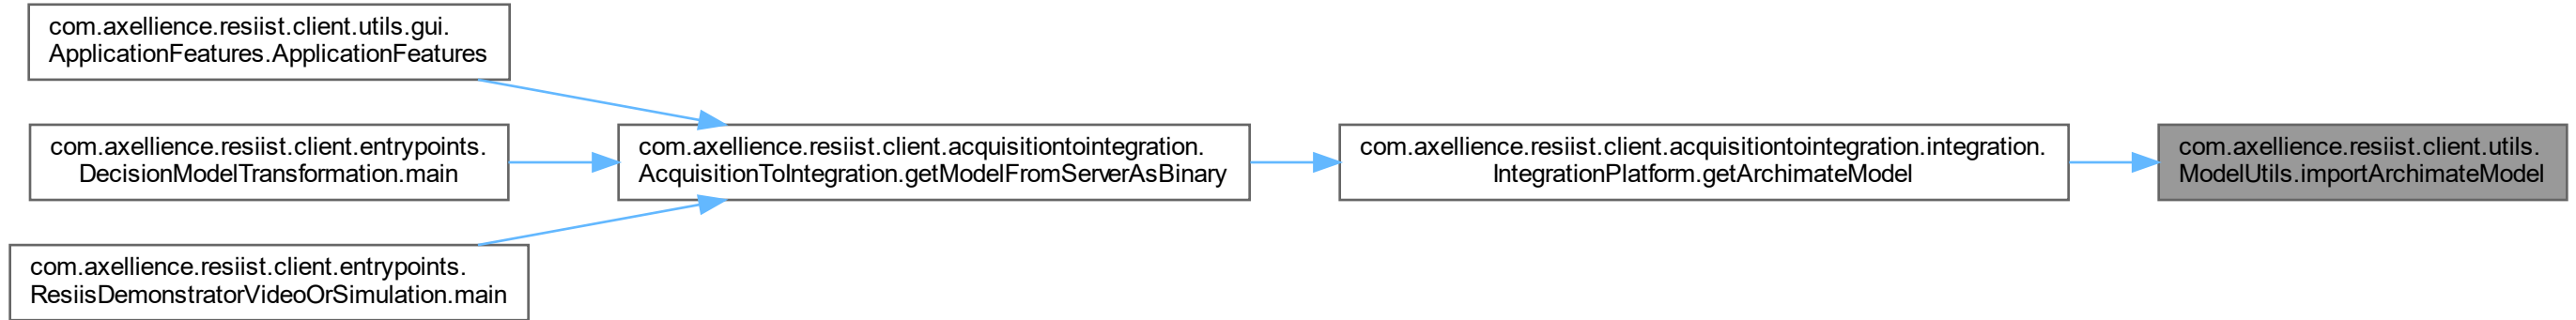 com.axellience.resiist.client.utils.gui.
ApplicationFeatures.ApplicationFeatures
com.axellience.resiist.client.entrypoints.
DecisionModelTransformation.main
com.axellience.resiist.client.entrypoints.
ResiisDemonstratorVideoOrSimulation.main
com.axellience.resiist.client.acquisitiontointegration.
AcquisitionToIntegration.getModelFromServerAsBinary
com.axellience.resiist.client.acquisitiontointegration.integration.
IntegrationPlatform.getArchimateModel
com.axellience.resiist.client.utils.
ModelUtils.importArchimateModel